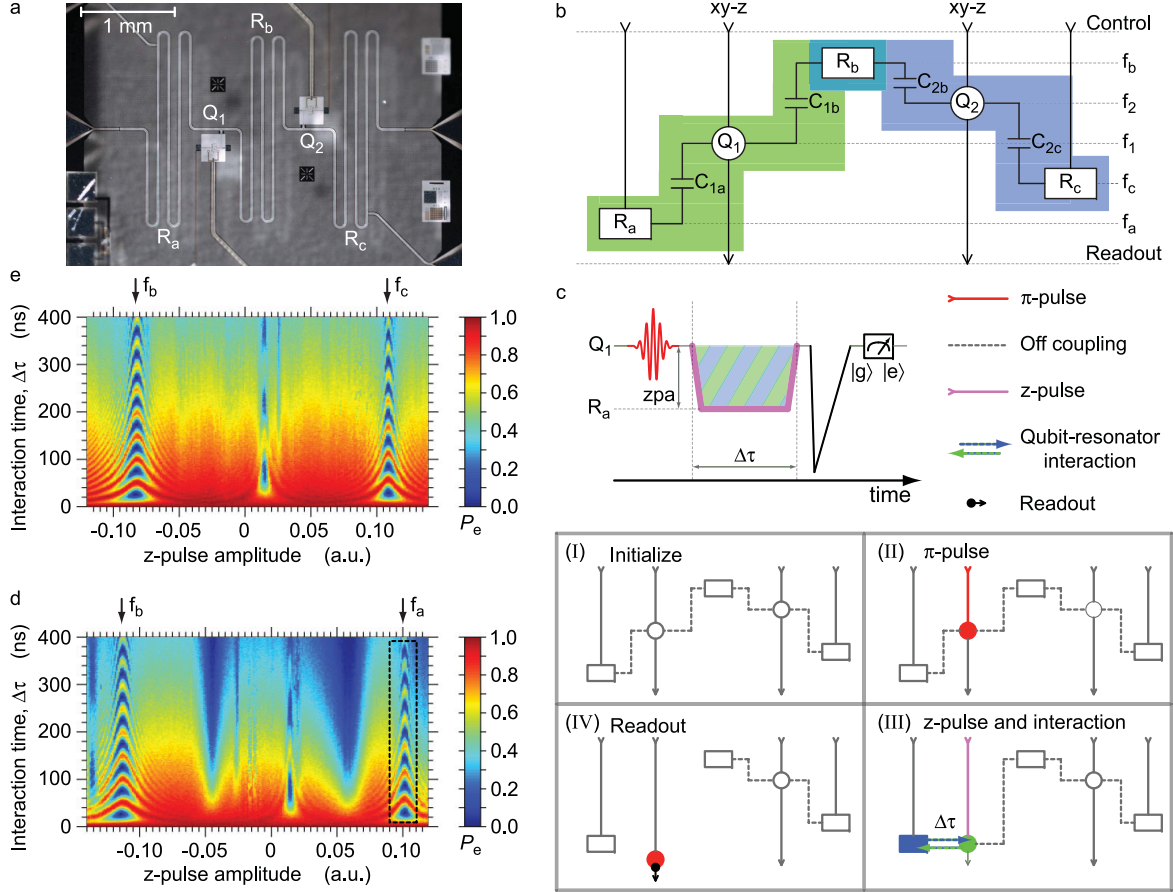 a
1 mm
R_b
Q_1
Q_2
R_a
R_c
b
xy-z
xy-z
Control
R_b
f_b
C_1b
C_2b
Q_2
f_2
Q_1
C_2c
f_1
C_1a
R_c
f_c
R_a
f_a
Readout
e
f_b
f_c
Interaction time, Δτ (ns)
400
300
200
100
0
-0.10
-0.05
0
0.05
0.10
z-pulse amplitude (a.u.)
1.0
0.8
0.6
0.4
0.2
0.0
P_e
c
Q_1
zpa
R_a
Δτ
|g⟩ |e⟩
time
π-pulse
Off coupling
z-pulse
Qubit-resonator
interaction
Readout
d
f_b
f_a
Interaction time, Δτ (ns)
400
300
200
100
0
-0.10
-0.05
0
0.05
0.10
z-pulse amplitude (a.u.)
1.0
0.8
0.6
0.4
0.2
0.0
P_e
(I) Initialize
(II) π-pulse
(IV) Readout
(III) z-pulse and interaction
Δτ